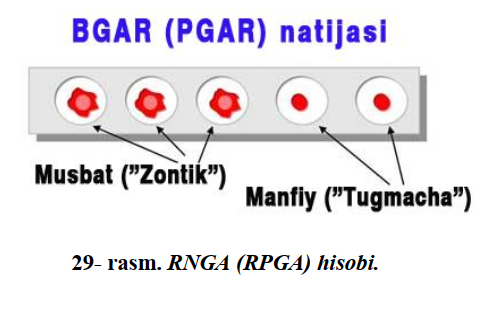 BGAR (PGAR) natijasi
Musbat (”Zontik”)
Manfiy (”Tugmacha”)
29- rasm. RNGA (RPGA) hisobi.